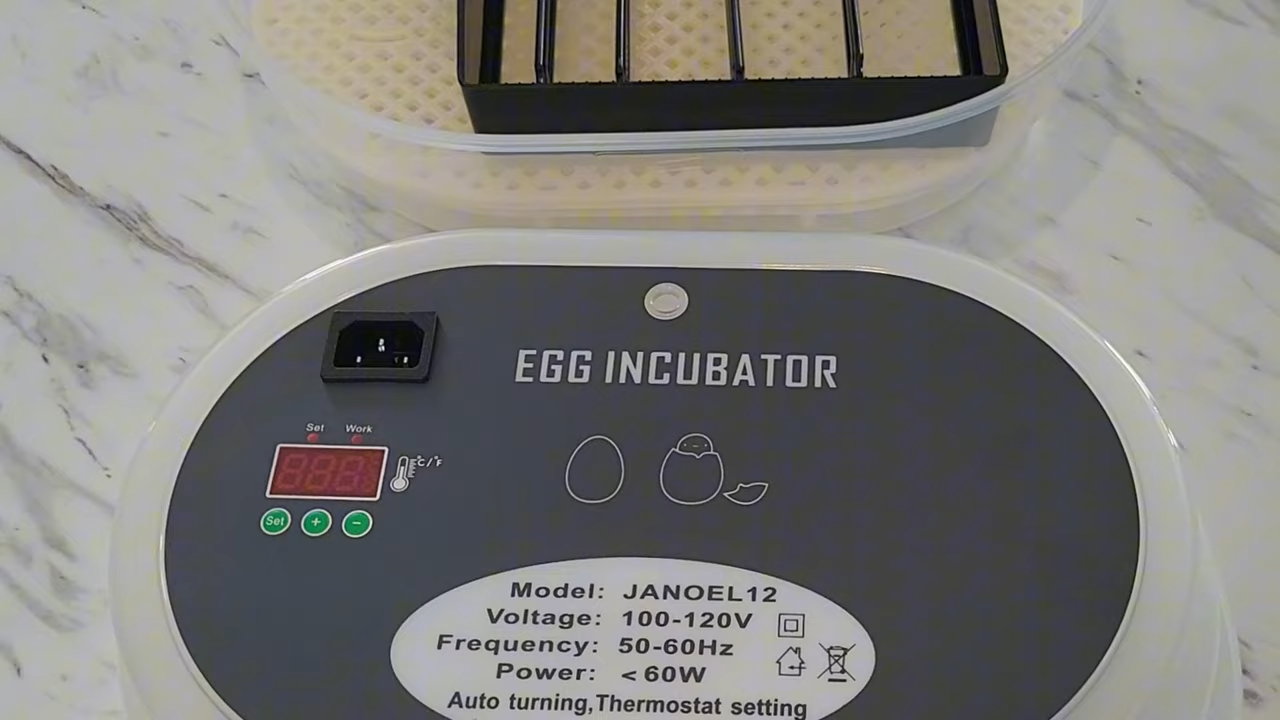 EGG INCUBATOR
Set Work
°C/°F
Set + -
Model: JANOEL12
Voltage: 100-120V
Frequency: 50-60Hz
Power: <60W
Auto turning,Thermostat setting